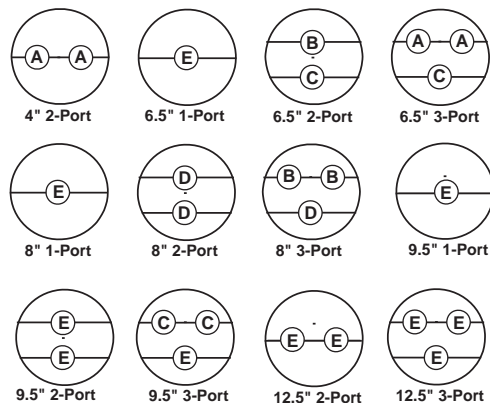 A A
E
B
A A
C
C
4" 2-Port
6.5" 1-Port
6.5" 2-Port
6.5" 3-Port
E
D
B B
E
D
D
8" 1-Port
8" 2-Port
8" 3-Port
9.5" 1-Port
E
C C
E E
E E
E
E
E
9.5" 2-Port
9.5" 3-Port
12.5" 2-Port
12.5" 3-Port